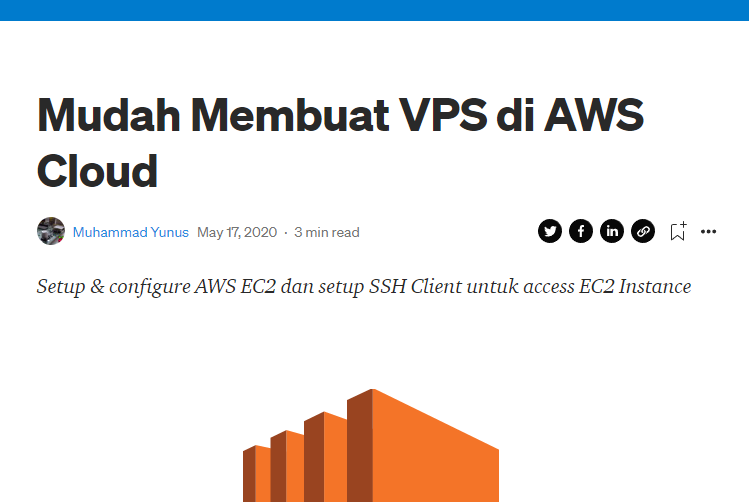 Mudah Membuat VPS di AWS
Cloud
Muhammad Yunus May 17, 2020 · 3 min read
Setup & configure AWS EC2 dan setup SSH Client untuk access EC2 Instance